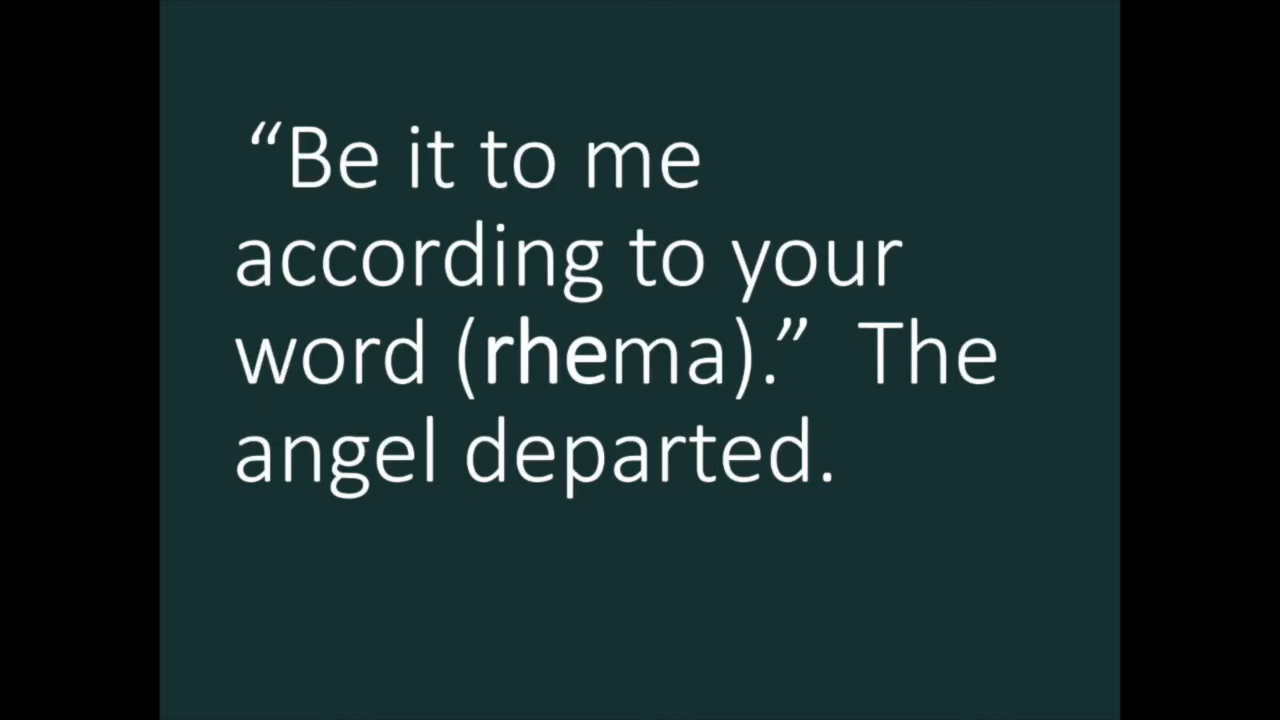 “Be it to me
according to your
word (rhema).”  The
angel departed.